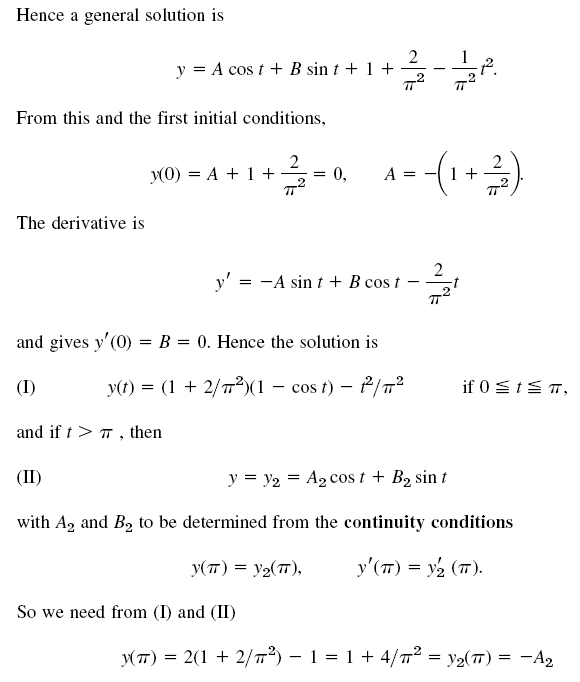 Hence a general solution is
y = A cos t + B sin t + 1 + 2/π² − 1/π² t².
From this and the first initial conditions,
y(0) = A + 1 + 2/π² = 0, A = −(1 + 2/π²).
The derivative is
y′ = −A sin t + B cos t − 2/π² t
and gives y′(0) = B = 0. Hence the solution is
(I) y(t) = (1 + 2/π²)(1 − cos t) − t²/π² if 0 ≦ t ≦ π,
and if t > π, then
(II) y = y₂ = A₂ cos t + B₂ sin t
with A₂ and B₂ to be determined from the continuity conditions
y(π) = y₂(π), y′(π) = y₂′ (π).
So we need from (I) and (II)
y(π) = 2(1 + 2/π²) − 1 = 1 + 4/π² = y₂(π) = −A₂